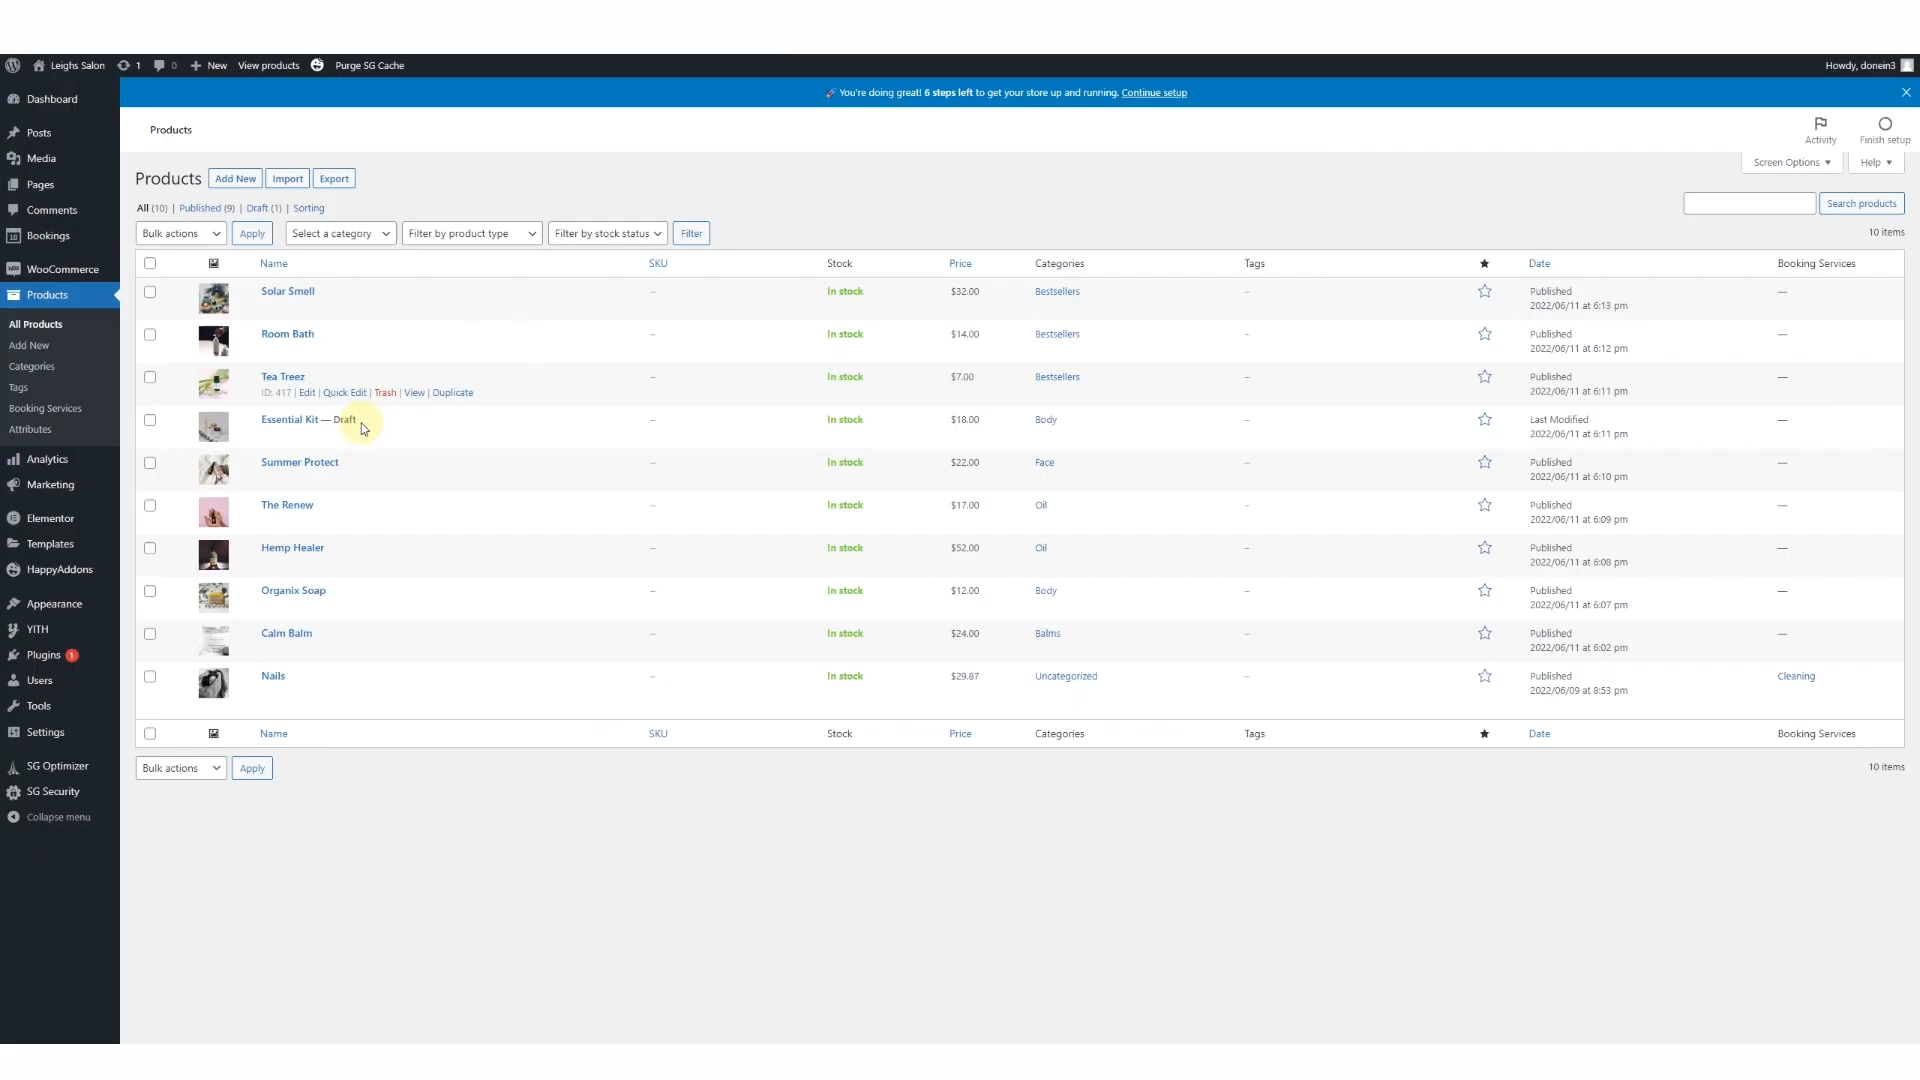 Leighs Salon 1 0 New View products Purge SG Cache Howdy, donein3
🚀 You're doing great! 6 steps left to get your store up and running. Continue setup
Dashboard
Posts
Media
Pages
Comments
Bookings
WooCommerce
Products
All Products
Add New
Categories
Tags
Booking Services
Attributes
Analytics
Marketing
Elementor
Templates
HappyAddons
Appearance
YITH
Plugins 1
Users
Tools
Settings
SG Optimizer
SG Security
Collapse menu
Products
Activity
Finish setup
Screen Options ▼
Help ▼
Products Add New Import Export
All (10) | Published (9) | Draft (1) | Sorting
Search products
Bulk actions Apply Select a category Filter by product type Filter by stock status Filter
10 items
Name SKU Stock Price Categories Tags ★ Date Booking Services
Solar Smell – In stock $32.00 Bestsellers – Published —
2022/06/11 at 6:13 pm
Room Bath – In stock $14.00 Bestsellers – Published —
2022/06/11 at 6:12 pm
Tea Treez – In stock $7.00 Bestsellers – Published —
ID: 417 | Edit | Quick Edit | Trash | View | Duplicate 2022/06/11 at 6:11 pm
Essential Kit — Draft – In stock $18.00 Body – Last Modified —
2022/06/11 at 6:11 pm
Summer Protect – In stock $22.00 Face – Published —
2022/06/11 at 6:10 pm
The Renew – In stock $17.00 Oil – Published —
2022/06/11 at 6:09 pm
Hemp Healer – In stock $52.00 Oil – Published —
2022/06/11 at 6:08 pm
Organix Soap – In stock $12.00 Body – Published —
2022/06/11 at 6:07 pm
Calm Balm – In stock $24.00 Balms – Published —
2022/06/11 at 6:02 pm
Nails – In stock $29.87 Uncategorized – Published Cleaning
2022/06/09 at 8:53 pm
Name SKU Stock Price Categories Tags ★ Date Booking Services
Bulk actions Apply
10 items